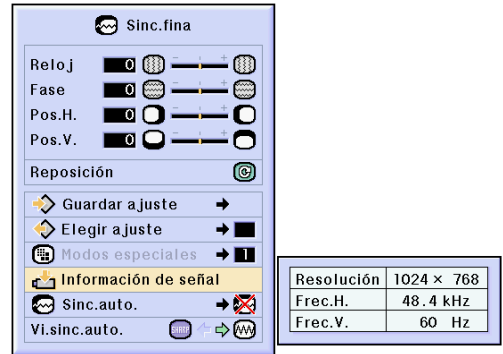 Sinc.fina
Reloj 0
Fase 0
Pos.H. 0
Pos.V. 0
Reposición
Guardar ajuste
Elegir ajuste
Modos especiales 1
Información de señal
Sinc.auto.
Vi.sinc.auto.
Resolución 1024 × 768
Frec.H. 48.4 kHz
Frec.V. 60 Hz